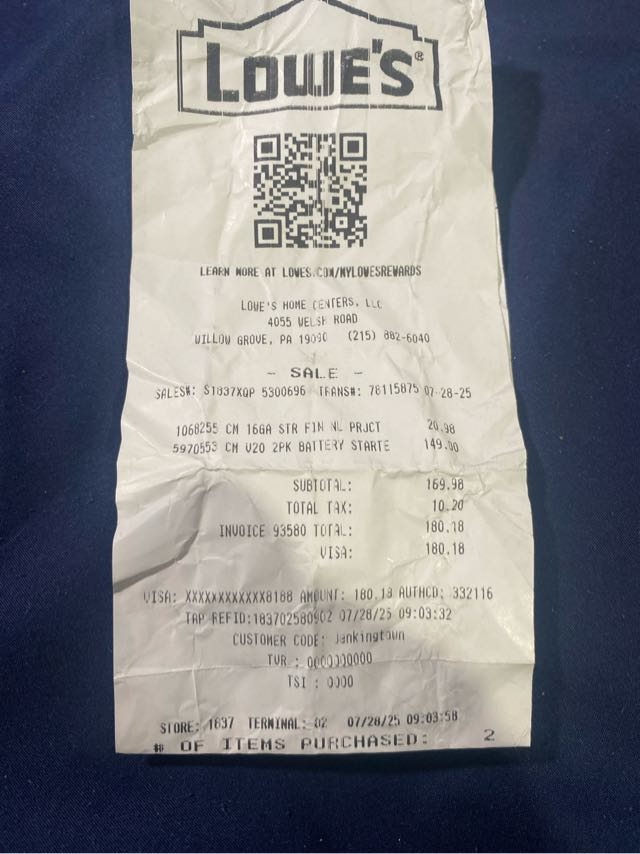 LOWE'S®
LEARN MORE AT LOWES.COM/MYLOWESREWARDS
LOWE'S HOME CENTERS, LLC
4055 WELSH ROAD
WILLOW GROVE, PA 19090 (215) 882-6040
- SALE -
SALES#: S1837XQP 5300696 TRANS#: 78115875 07-28-25
1068255 CM 16GA STR FIN NL PRJCT 20.98
5970553 CM V20 2PK BATTERY STARTE 149.00
SUBTOTAL: 169.98
TOTAL TAX: 10.20
INVOICE 93580 TOTAL: 180.18
VISA: 180.18
VISA: XXXXXXXXXXXX8188 AMOUNT: 180.18 AUTHCD: 332116
TAP REFID:183702580902 07/28/25 09:03:32
CUSTOMER CODE: Jenkingtown
TVR : 0000000000
TSI : 0000
STORE: 1837 TERMINAL: 02 07/28/25 09:03:58
# OF ITEMS PURCHASED: 2